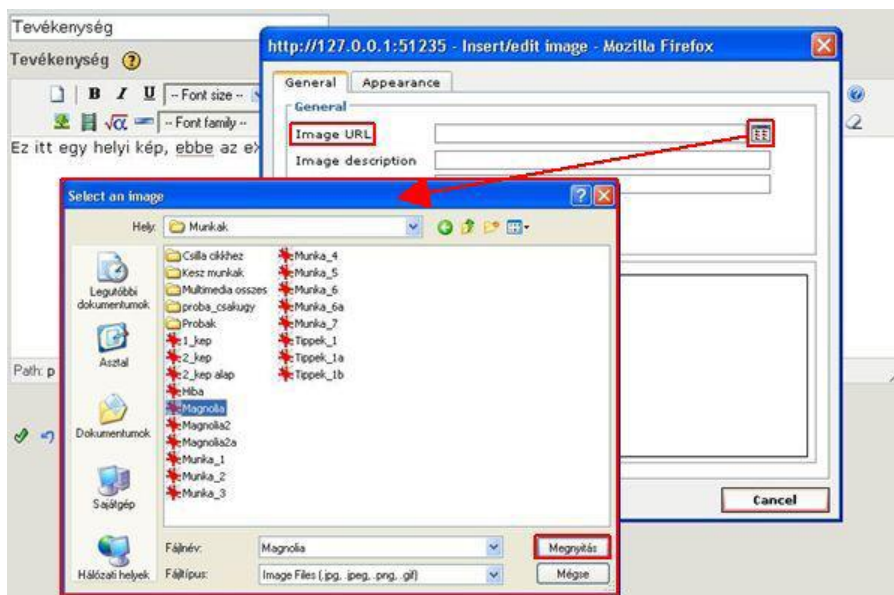 Tevékenység
Tevékenység
B I U -- Font size --
-- Font family --
Ez itt egy helyi kép, ebbe az eX
Path: p
http://127.0.0.1:51235 - Insert/edit image - Mozilla Firefox
General Appearance
General
Image URL
Image description
Cancel
Select an image
Hely: Munkak
Legutóbbi dokumentumok
Asztal
Dokumentumok
Sajátgép
Hálózati helyek
Csilla cikkhez
Kesz munkak
Multimedia osszes
proba_csakugy
Probak
1_kep
2_kep
2_kep alap
Hiba
Magnolia
Magnolia2
Magnolia2a
Munka_1
Munka_2
Munka_3
Munka_4
Munka_5
Munka_6
Munka_6a
Munka_7
Tippek_1
Tippek_1a
Tippek_1b
Fájlnév: Magnolia Megnyitás
Fájltípus: Image Files (.jpg, .jpeg, .png, .gif) Mégse